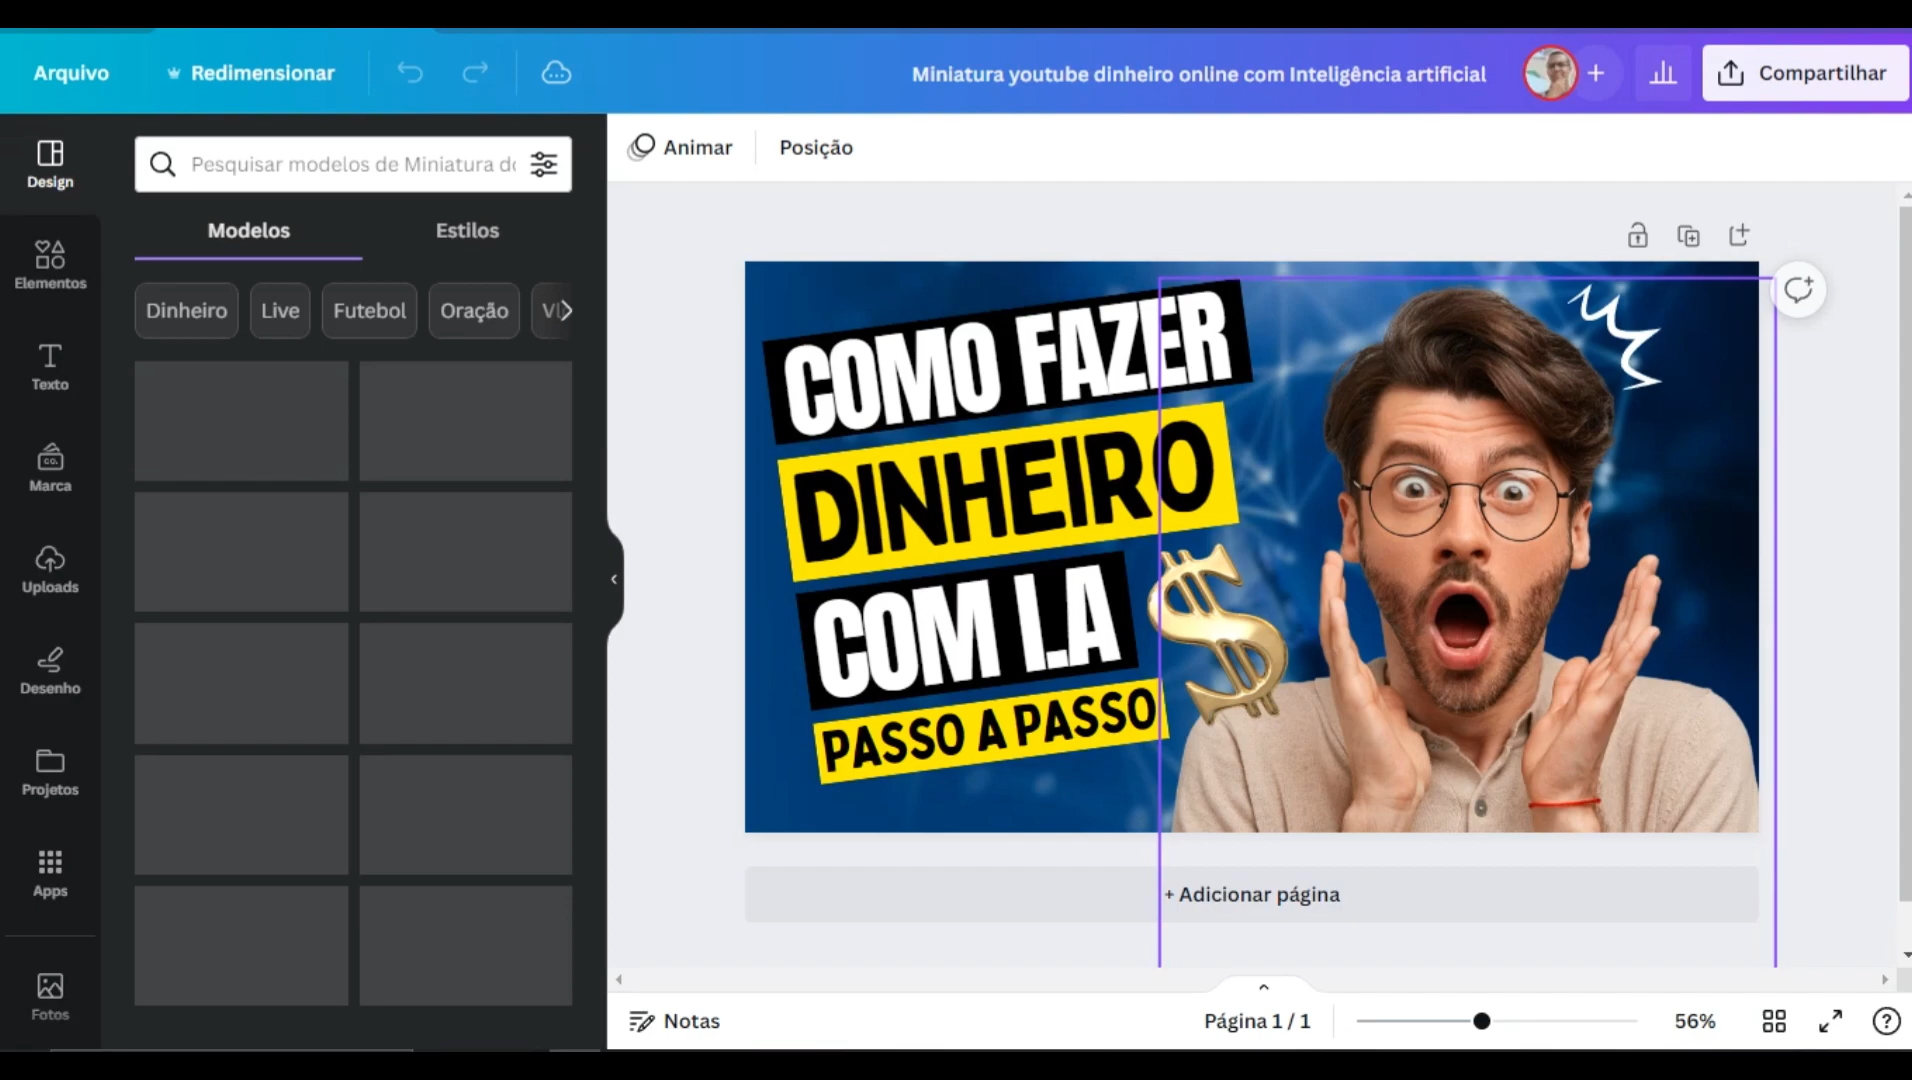 Arquivo
Redimensionar
Miniatura youtube dinheiro online com Inteligência artificial
Compartilhar
Design
Elementos
Texto
CO.
Marca
Uploads
Desenho
Projetos
Apps
Fotos
Pesquisar modelos de Miniatura do
Modelos
Estilos
Dinheiro
Live
Futebol
Oração
Animar
Posição
COMO FAZER
DINHEIRO
COM I.A
$
PASSO A PASSO
+ Adicionar página
Notas
Página 1 / 1
56%
?